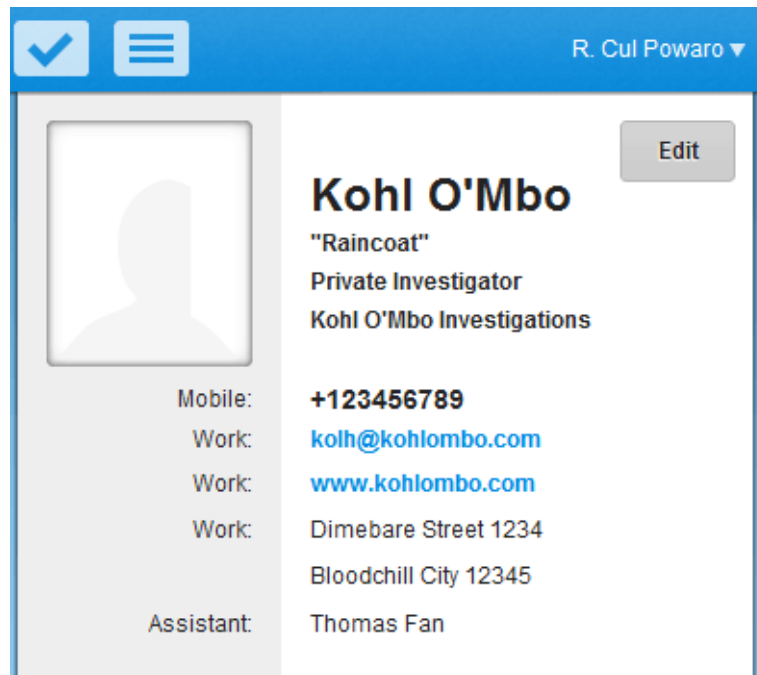 R. Cul Powaro ▼
Edit
Kohl O'Mbo
"Raincoat"
Private Investigator
Kohl O'Mbo Investigations
Mobile: +123456789
Work: kolh@kohlombo.com
Work: www.kohlombo.com
Work: Dimebare Street 1234
Bloodchill City 12345
Assistant: Thomas Fan